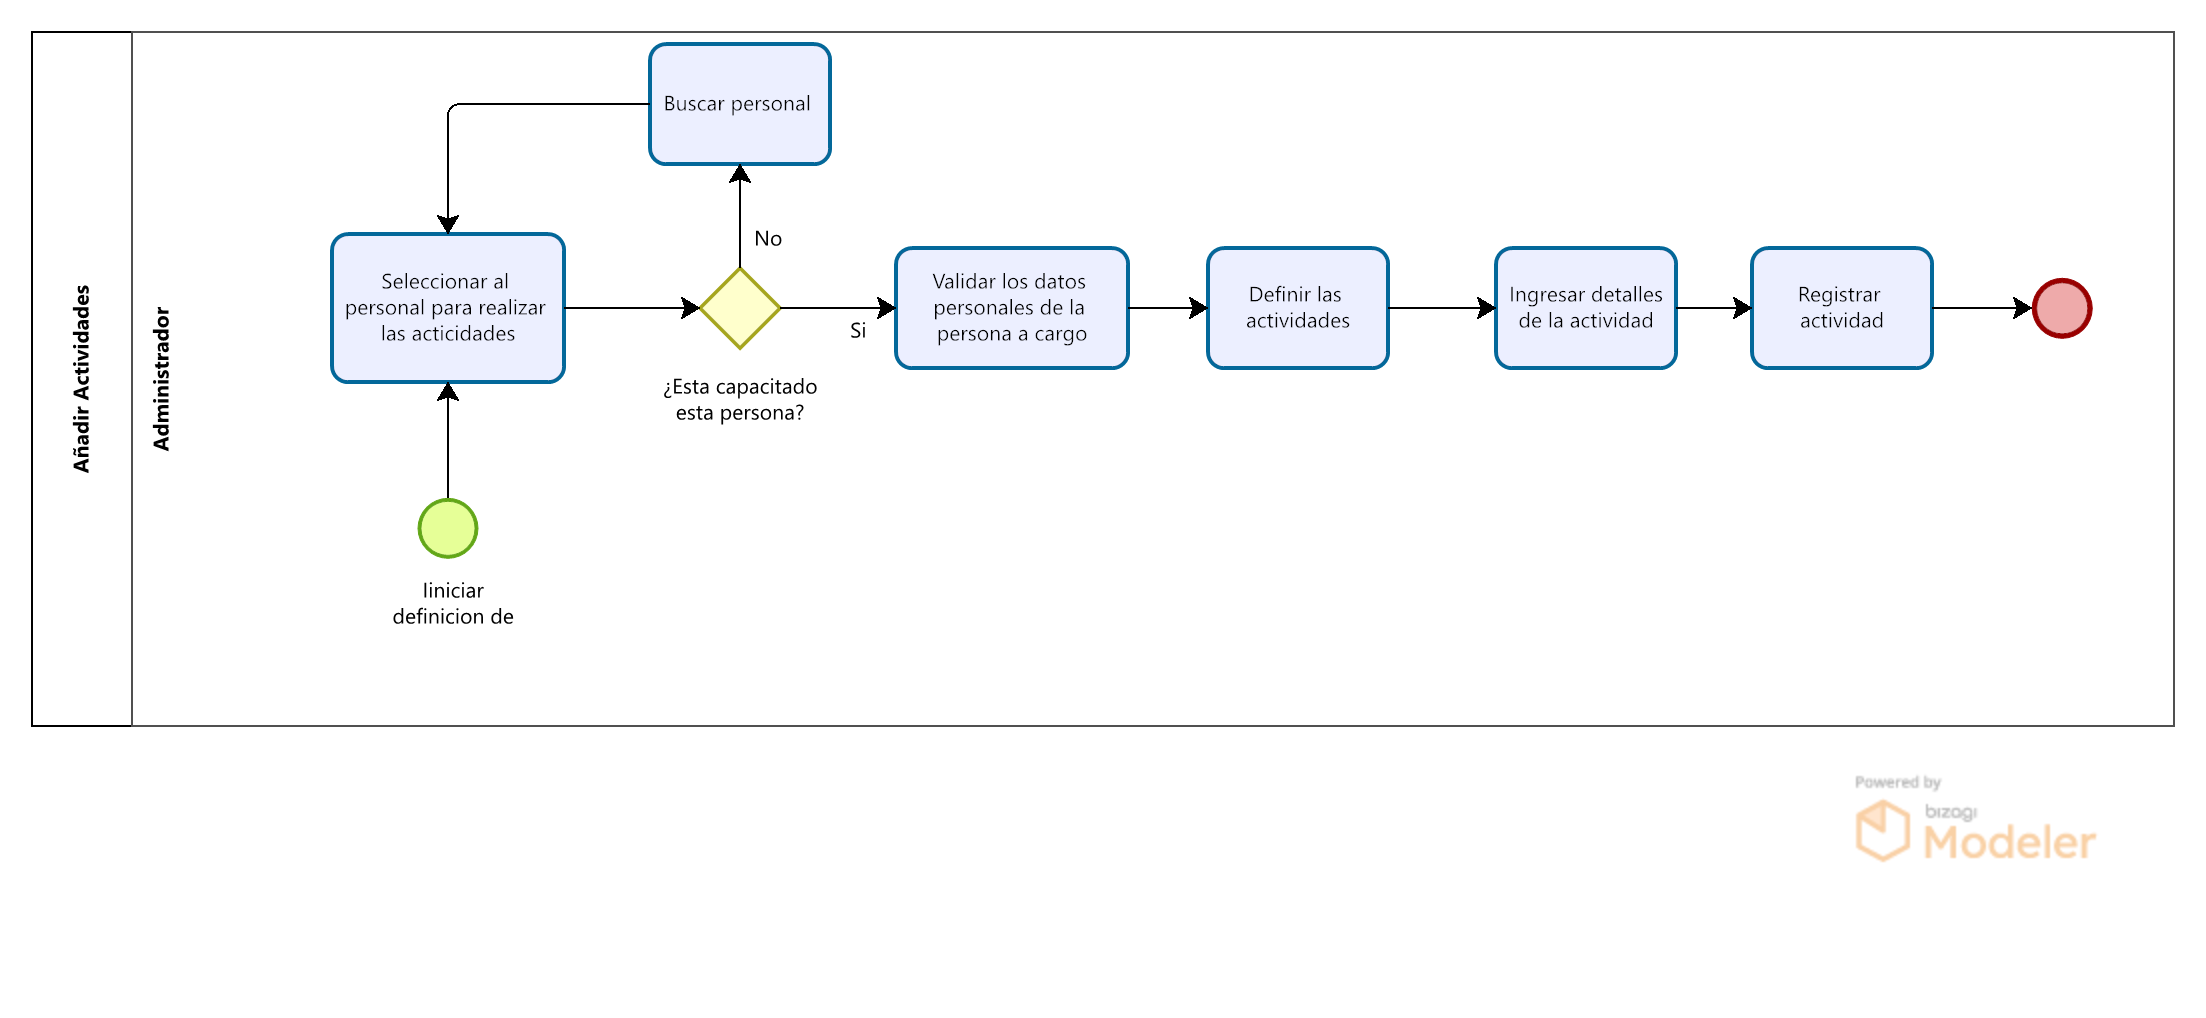 Añadir Actividades
Administrador
Buscar personal
No
Seleccionar al
personal para realizar
las acticidades
¿Esta capacitado
esta persona?
Si
Validar los datos
personales de la
persona a cargo
Definir las
actividades
Ingresar detalles
de la actividad
Registrar
actividad
Iiniciar
definicion de
Powered by
bizagi
Modeler